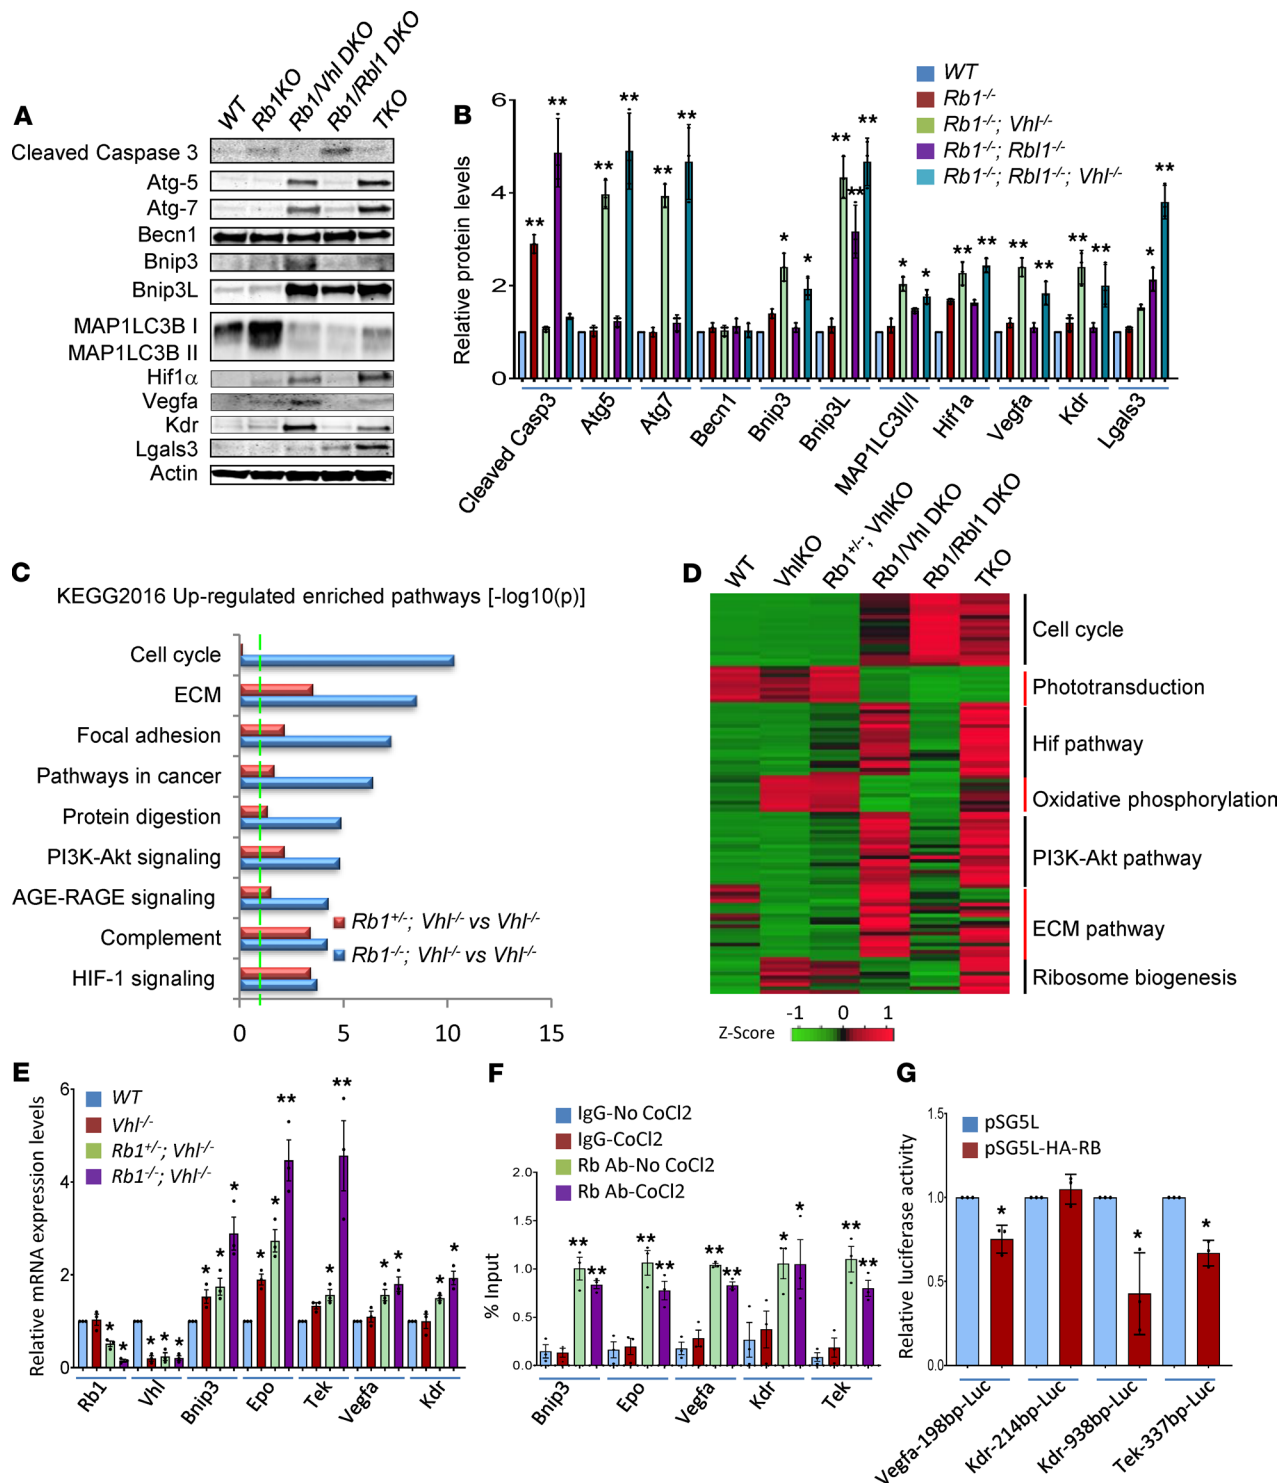 A
WT
Rb1KO
Rb1/Vhl DKO
Rb1/Rbl1 DKO
TKO
Cleaved Caspase 3
Atg-5
Atg-7
Becn1
Bnip3
Bnip3L
MAP1LC3B I
MAP1LC3B II
Hif1α
Vegfa
Kdr
Lgals3
Actin
B
Relative protein levels
6
4
2
0
WT
Rb1-/-
Rb1-/-; Vhl-/-
Rb1-/-; Rbl1-/-
Rb1-/-; Rbl1-/-; Vhl-/-
** ** ** ** ** * * ** ** ** * * ** ** ** ** ** ** * **
Cleaved Casp3
Atg5
Atg7
Becn1
Bnip3
Bnip3L
MAP1LC3II/I
Hif1a
Vegfa
Kdr
Lgals3
C
KEGG2016 Up-regulated enriched pathways [-log10(p)]
Cell cycle
ECM
Focal adhesion
Pathways in cancer
Protein digestion
PI3K-Akt signaling
AGE-RAGE signaling
Complement
HIF-1 signaling
Rb1+/-; Vhl-/- vs Vhl-/-
Rb1-/-; Vhl-/- vs Vhl-/-
0 5 10 15
D
WT
VhlKO
Rb1+/-; VhlKO
Rb1/Vhl DKO
Rb1/Rbl1 DKO
TKO
Cell cycle
Phototransduction
Hif pathway
Oxidative phosphorylation
PI3K-Akt pathway
ECM pathway
Ribosome biogenesis
-1 0 1
Z-Score
E
Relative mRNA expression levels
6
4
2
0
WT
Vhl-/-
Rb1+/-; Vhl-/-
Rb1-/-; Vhl-/-
* * * * * * * * * * ** * ** * * * *
Rb1
Vhl
Bnip3
Epo
Tek
Vegfa
Kdr
F
IgG-No CoCl2
IgG-CoCl2
Rb Ab-No CoCl2
Rb Ab-CoCl2
% Input
2.0
1.5
1.0
0.5
0.0
** ** ** ** ** ** * * ** **
Bnip3
Epo
Vegfa
Kdr
Tek
G
Relative luciferase activity
1.5
1.0
0.5
0.0
pSG5L
pSG5L-HA-RB
* * *
Vegfa-198bp-Luc
Kdr-214bp-Luc
Kdr-938bp-Luc
Tek-337bp-Luc